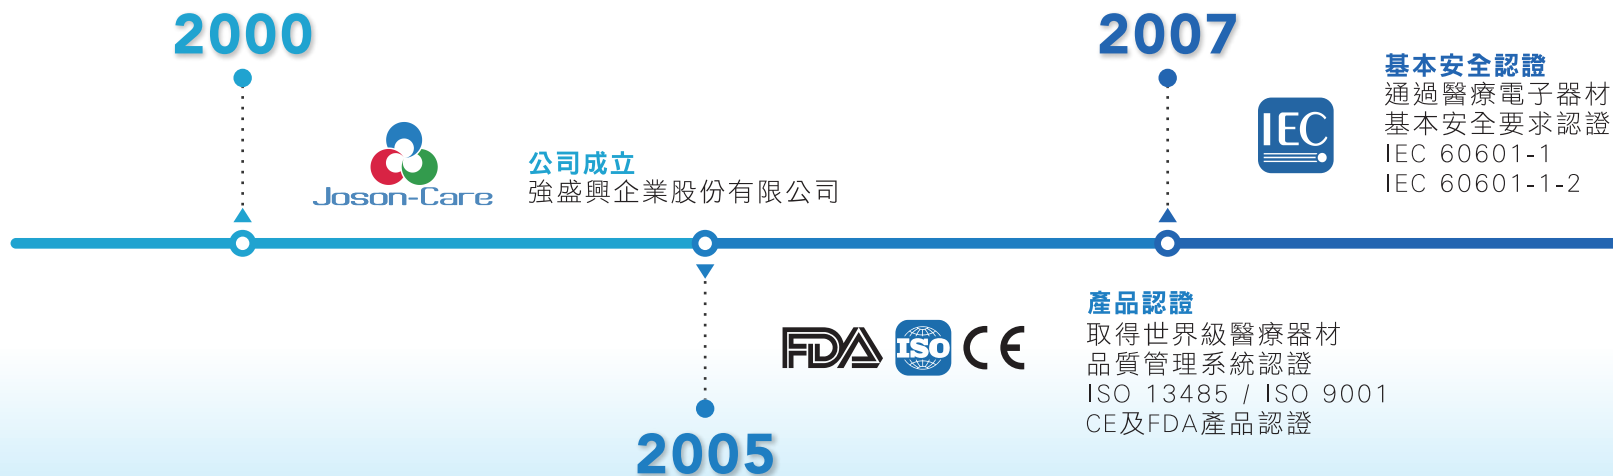 2000
Joson-Care
公司成立
強盛興企業股份有限公司
2005
FDA ISO CE
產品認證
取得世界級醫療器材
品質管理系統認證
ISO 13485 / ISO 9001
CE及FDA產品認證
2007
IEC
基本安全認證
通過醫療電子器材
基本安全要求認證
IEC 60601-1
IEC 60601-1-2